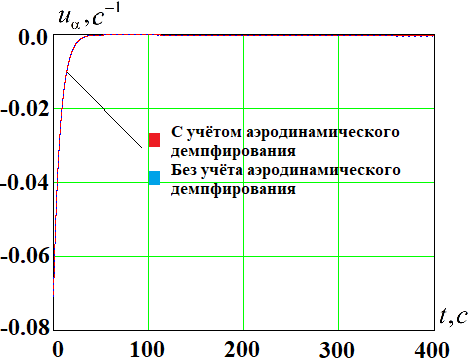 uα, c⁻¹
0.0
-0.02
С учётом аэродинамического
демпфирования
Без учёта аэродинамического
демпфирования
-0.04
-0.06
-0.08
t, c
0 100 200 300 400